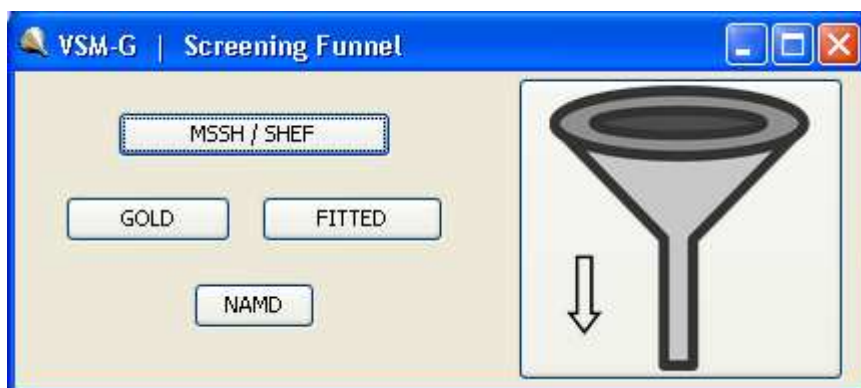 VSM-G | Screening Funnel
MSSH / SHEF
GOLD FITTED
NAMD